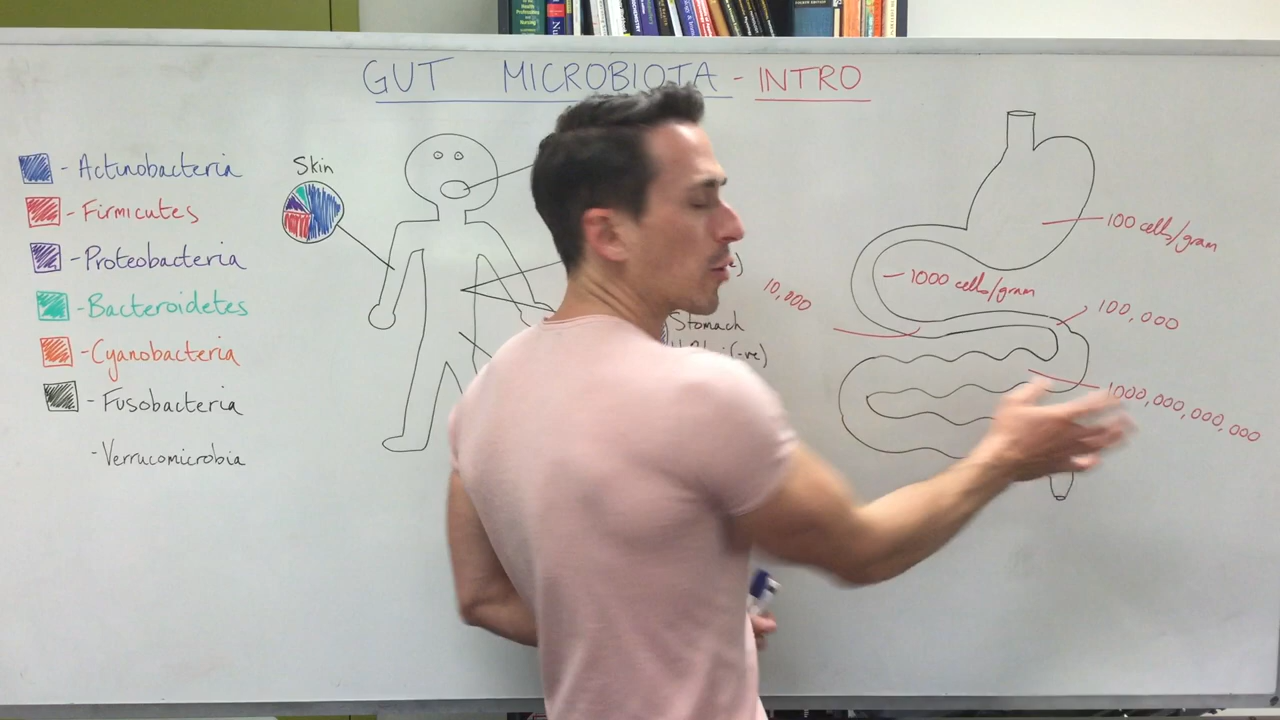 GUT MICROBIOTA - INTRO
- Actinobacteria
- Firmicutes
- Proteobacteria
- Bacteroidetes
- Cyanobacteria
- Fusobacteria
- Verrucomicrobia
Skin
Stomach
(-ve)
100 cells/gram
1000 cells/gram
10,000
100,000
1000,000,000,000